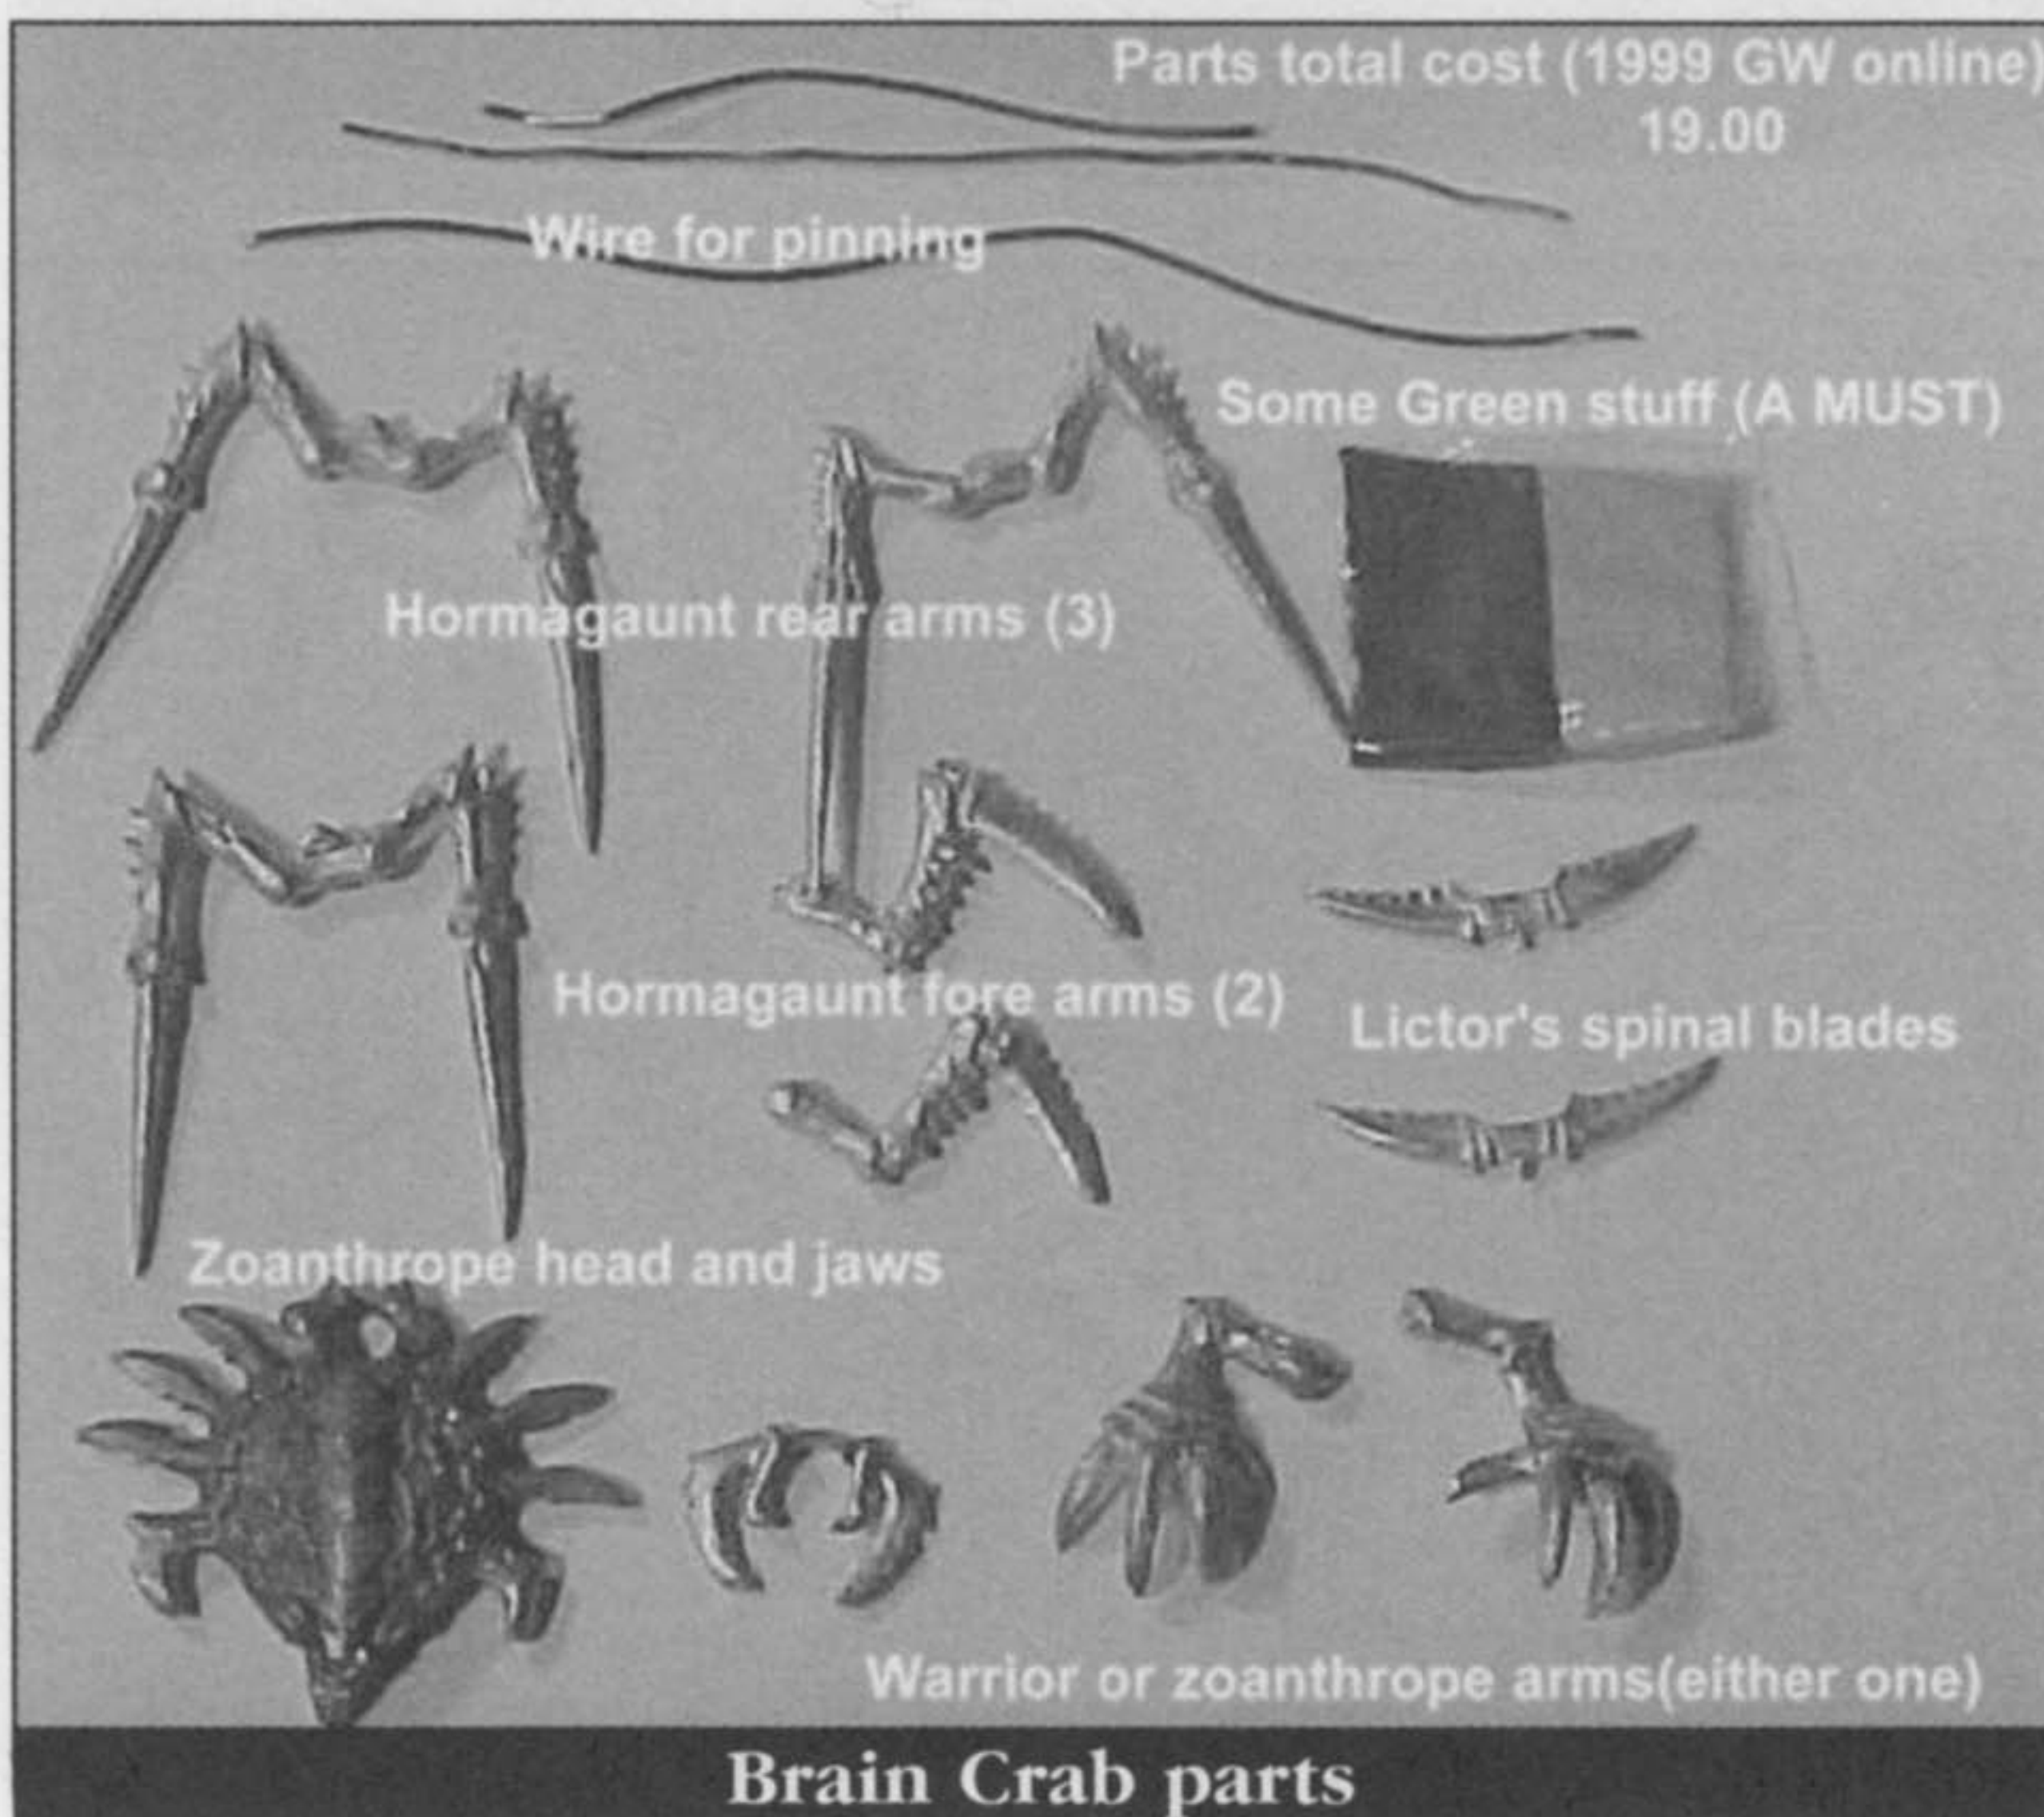 Parts total cost (1999 GW online)
19.00
Wire for pinning
Some Green stuff (A MUST)
Hormagaunt rear arms (3)
Hormagaunt fore arms (2)
Lictor's spinal blades
Zoanthrope head and jaws
Warrior or zoanthrope arms(either one)
Brain Crab parts